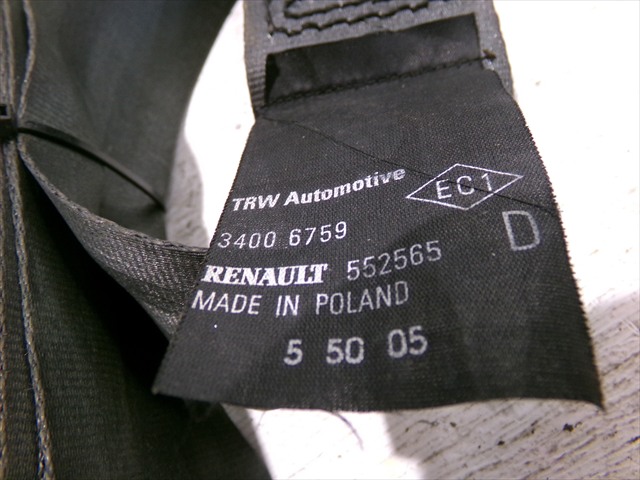 TRW Automotive EC1
3400 6759 D
RENAULT 552565
MADE IN POLAND
5 50 05